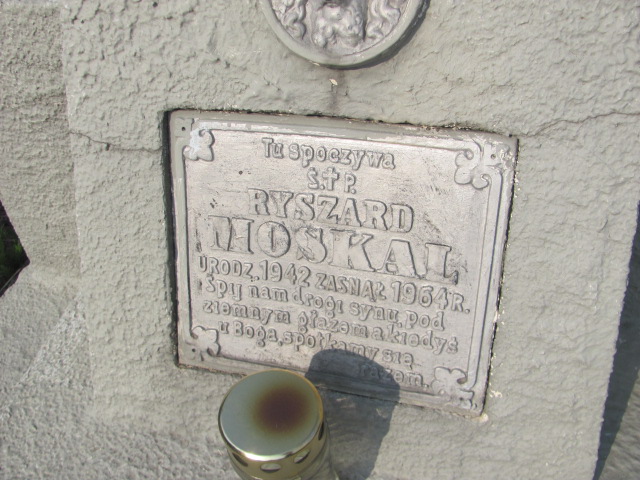 Tu spoczywa
Ś.✝P.
RYSZARD
MOSKAL
URODZ. 1942 ZASNĄŁ 1964 R.
Śpij nam drogi synu, pod
ziemnym głazem a kiedyś
u Boga, spotkamy się
razem.